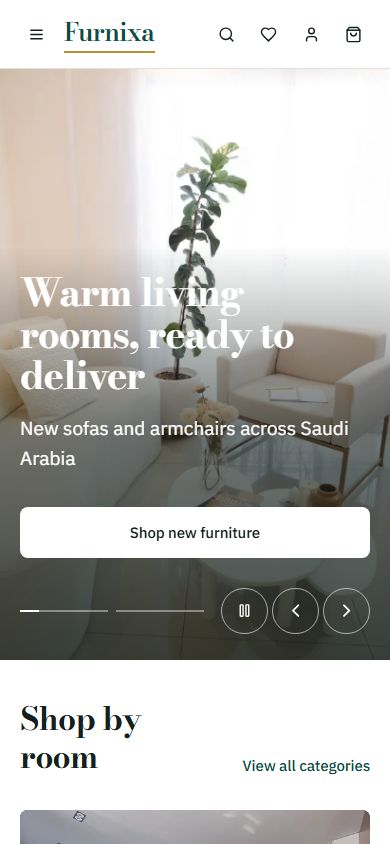 Furnixa
Warm living
rooms, ready to
deliver
New sofas and armchairs across Saudi
Arabia
Shop new furniture
Shop by
room
View all categories